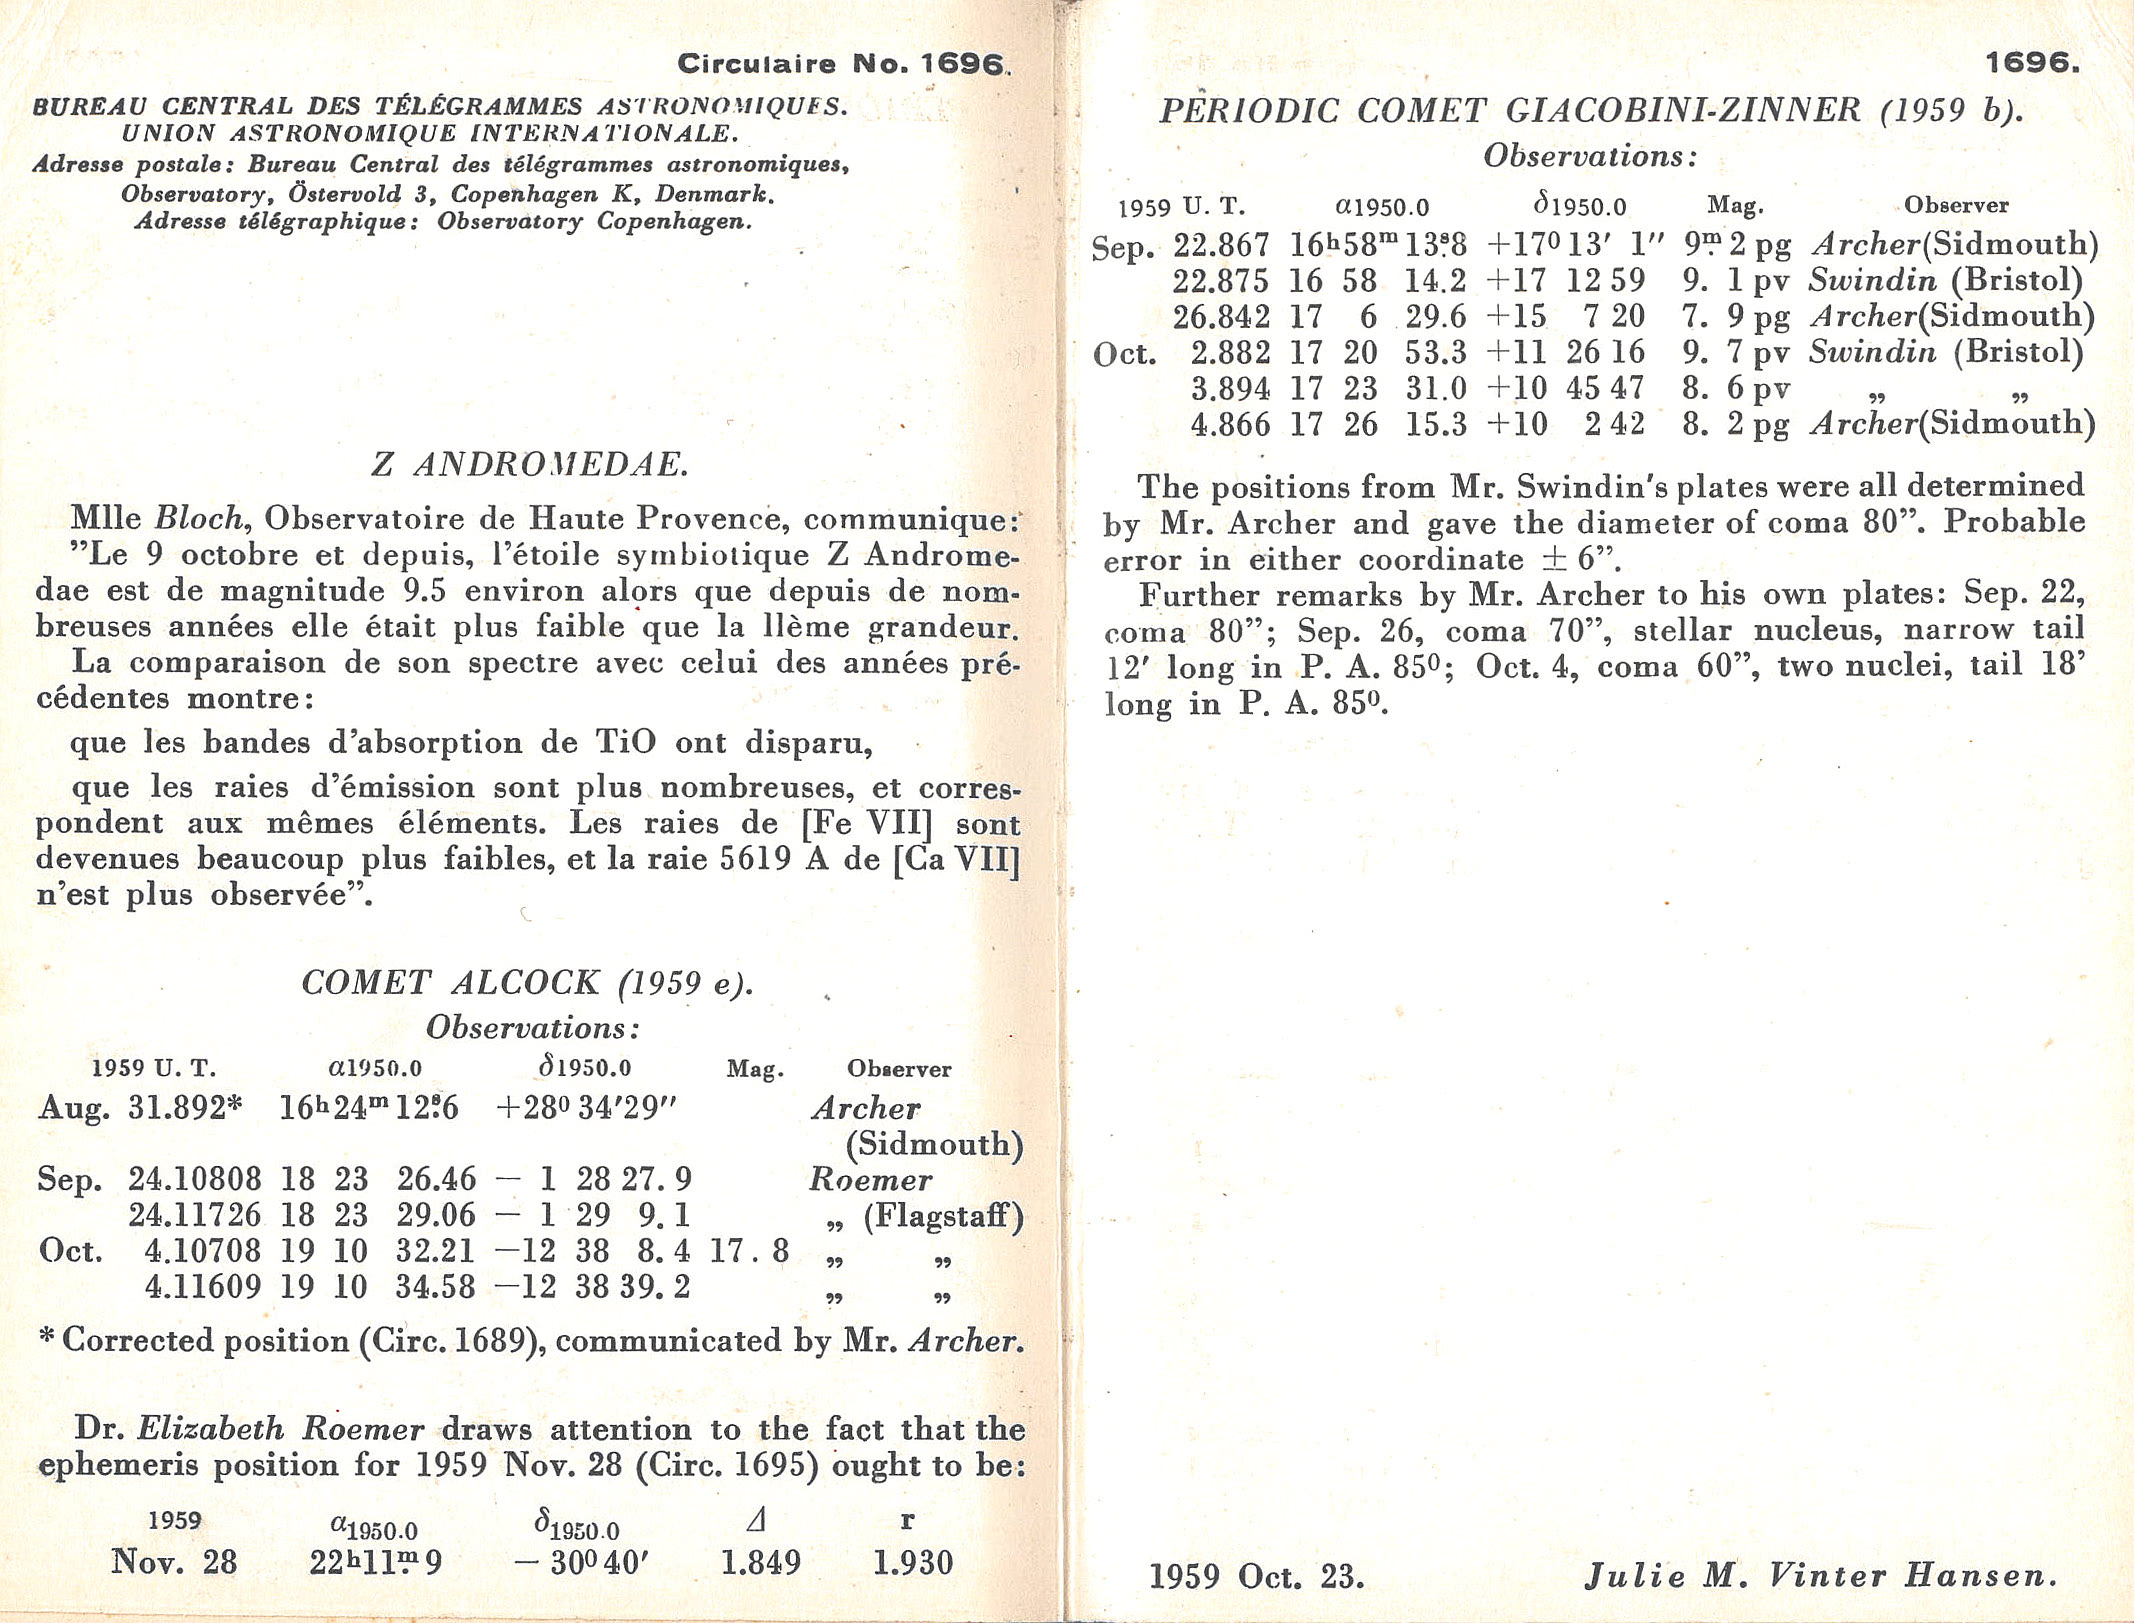 Circulaire No. 1696.
BUREAU CENTRAL DES TÉLÉGRAMMES ASTRONOMIQUES.
UNION ASTRONOMIQUE INTERNATIONALE.
Adresse postale: Bureau Central des télégrammes astronomiques,
Observatory, Östervold 3, Copenhagen K, Denmark.
Adresse télégraphique: Observatory Copenhagen.
Z ANDROMEDAE.
Mlle Bloch, Observatoire de Haute Provence, communique:
”Le 9 octobre et depuis, l’étoile symbiotique Z Androme-
dae est de magnitude 9.5 environ alors que depuis de nom-
breuses années elle était plus faible que la llème grandeur.
La comparaison de son spectre avec celui des années pré-
cédentes montre:
que les bandes d’absorption de TiO ont disparu,
que les raies d’émission sont plus nombreuses, et corres-
pondent aux mêmes éléments. Les raies de [Fe VII] sont
devenues beaucoup plus faibles, et la raie 5619 A de [Ca VII]
n’est plus observée”.
COMET ALCOCK (1959 e).
Observations:
1959 U. T. α1950.0 δ1950.0 Mag. Observer
Aug. 31.892* 16ʰ24ᵐ12ˢ.6 +28⁰34′29″ Archer
(Sidmouth)
Sep. 24.10808 18 23 26.46 — 1 28 27.9 Roemer
24.11726 18 23 29.06 — 1 29 9.1 „ (Flagstaff)
Oct. 4.10708 19 10 32.21 —12 38 8.4 17.8 „ „
4.11609 19 10 34.58 —12 38 39.2 „ „
* Corrected position (Circ. 1689), communicated by Mr. Archer.
Dr. Elizabeth Roemer draws attention to the fact that the
ephemeris position for 1959 Nov. 28 (Circ. 1695) ought to be:
1959 α1950.0 δ1950.0 Δ r
Nov. 28 22ʰ11ᵐ.9 — 30⁰40′ 1.849 1.930
1696.
PERIODIC COMET GIACOBINI-ZINNER (1959 b).
Observations:
1959 U. T. α1950.0 δ1950.0 Mag. Observer
Sep. 22.867 16ʰ58ᵐ13ˢ.8 +17⁰13′ 1″ 9ᵐ.2 pg Archer(Sidmouth)
22.875 16 58 14.2 +17 12 59 9. 1 pv Swindin (Bristol)
26.842 17 6 29.6 +15 7 20 7. 9 pg Archer(Sidmouth)
Oct. 2.882 17 20 53.3 +11 26 16 9. 7 pv Swindin (Bristol)
3.894 17 23 31.0 +10 45 47 8. 6 pv „ „
4.866 17 26 15.3 +10 2 42 8. 2 pg Archer(Sidmouth)
The positions from Mr. Swindin's plates were all determined
by Mr. Archer and gave the diameter of coma 80”. Probable
error in either coordinate ± 6”.
Further remarks by Mr. Archer to his own plates: Sep. 22,
coma 80”; Sep. 26, coma 70”, stellar nucleus, narrow tail
12′ long in P. A. 85⁰; Oct. 4, coma 60”, two nuclei, tail 18’
long in P. A. 85⁰.
1959 Oct. 23. Julie M. Vinter Hansen.